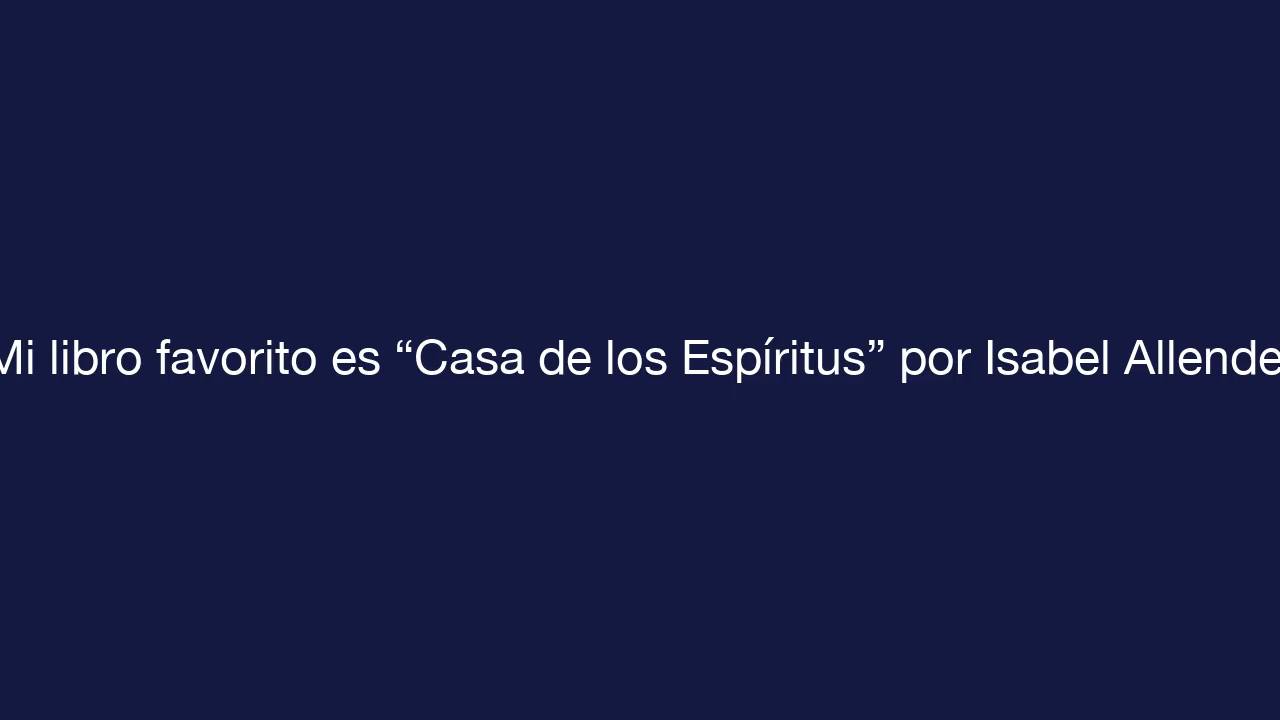 Mi libro favorito es “Casa de los Espíritus” por Isabel Allende